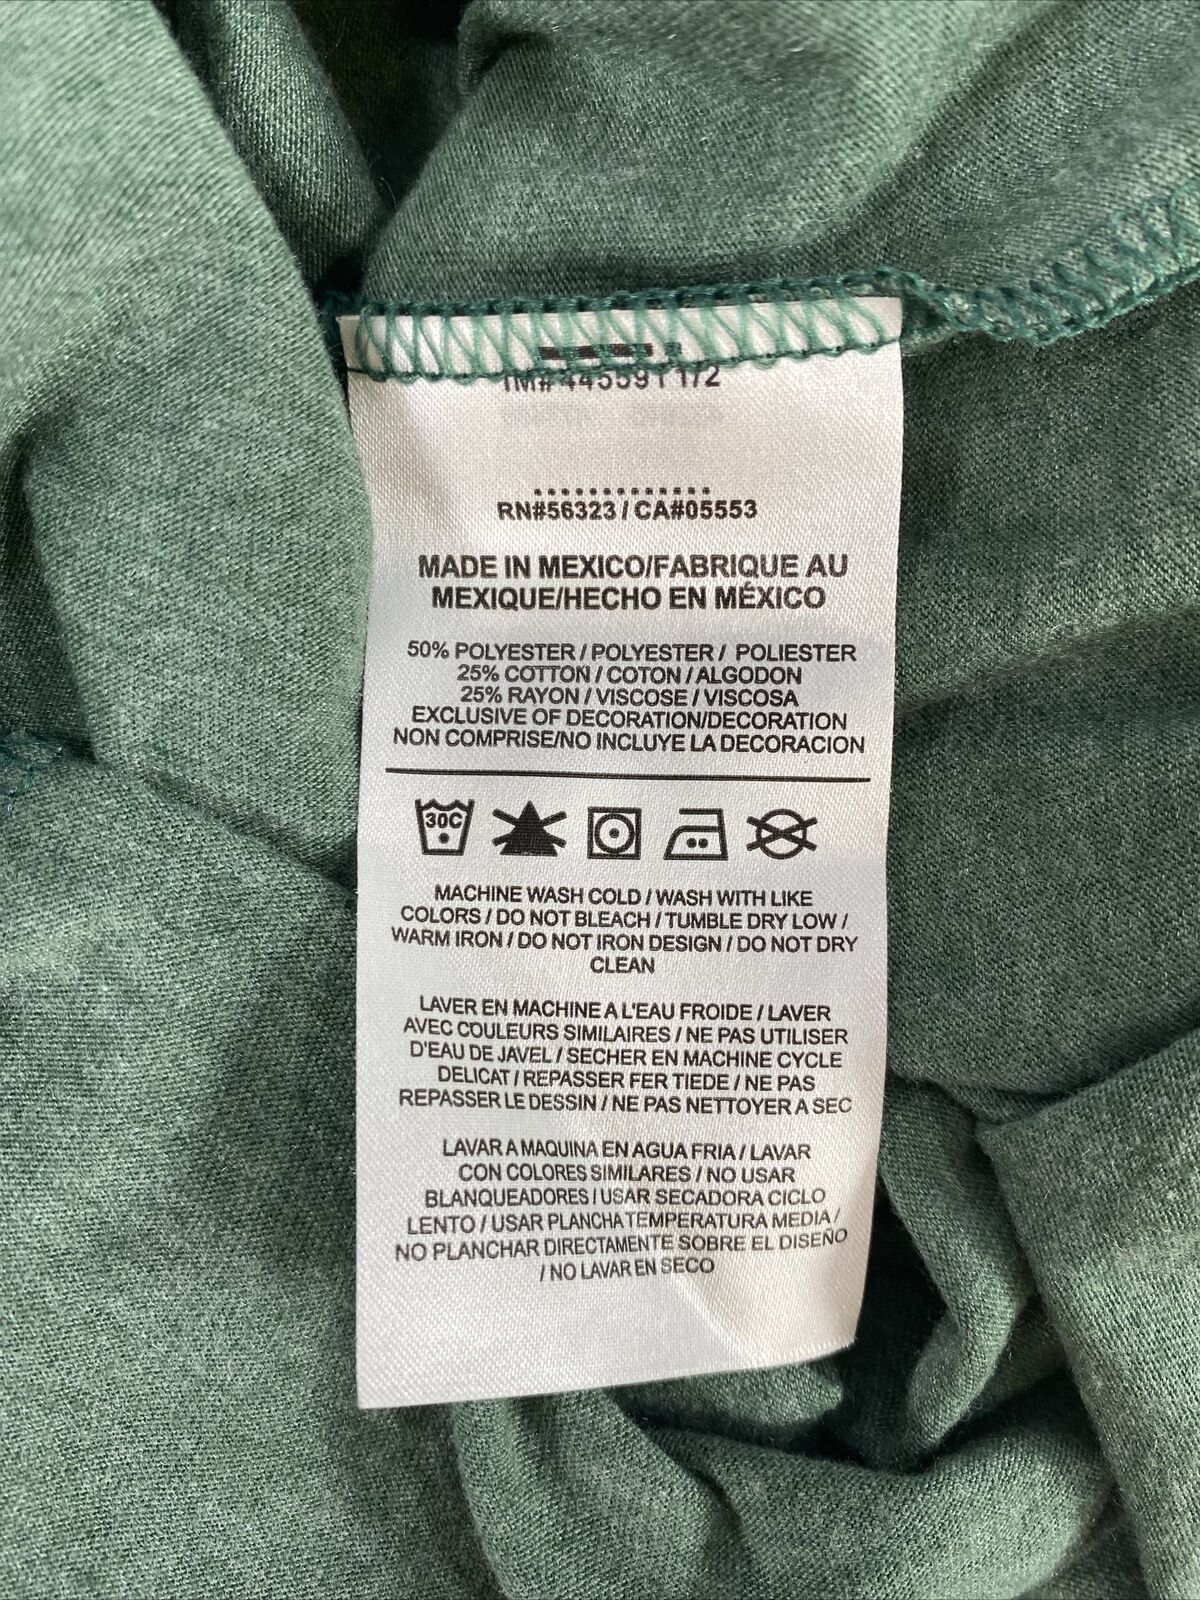 RN#56323 / CA#05553
MADE IN MEXICO/FABRIQUE AU
MEXIQUE/HECHO EN MÉXICO
50% POLYESTER / POLYESTER / POLIESTER
25% COTTON / COTON / ALGODON
25% RAYON / VISCOSE / VISCOSA
EXCLUSIVE OF DECORATION/DECORATION
NON COMPRISE/NO INCLUYE LA DECORACION
30C
MACHINE WASH COLD / WASH WITH LIKE
COLORS / DO NOT BLEACH / TUMBLE DRY LOW /
WARM IRON / DO NOT IRON DESIGN / DO NOT DRY
CLEAN
LAVER EN MACHINE A L'EAU FROIDE / LAVER
AVEC COULEURS SIMILAIRES / NE PAS UTILISER
D'EAU DE JAVEL / SECHER EN MACHINE CYCLE
DELICAT / REPASSER FER TIEDE / NE PAS
REPASSER LE DESSIN / NE PAS NETTOYER A SEC
LAVAR A MAQUINA EN AGUA FRIA / LAVAR
CON COLORES SIMILARES / NO USAR
BLANQUEADORES / USAR SECADORA CICLO
LENTO / USAR PLANCHA TEMPERATURA MEDIA /
NO PLANCHAR DIRECTAMENTE SOBRE EL DISEÑO
/ NO LAVAR EN SECO